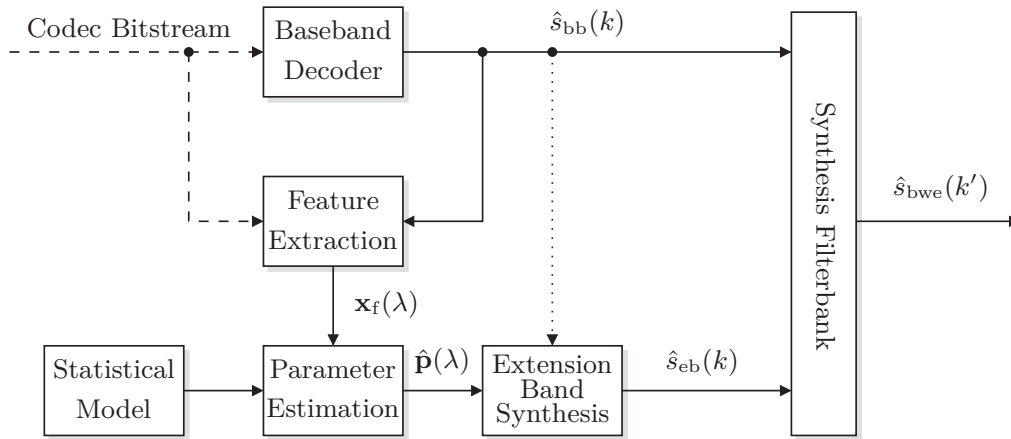 Codec Bitstream
Baseband
Decoder
ŝ_bb(k)
Synthesis Filterbank
ŝ_bwe(k′)
Feature
Extraction
x_f(λ)
Statistical
Model
Parameter
Estimation
p̂(λ)
Extension
Band
Synthesis
ŝ_eb(k)